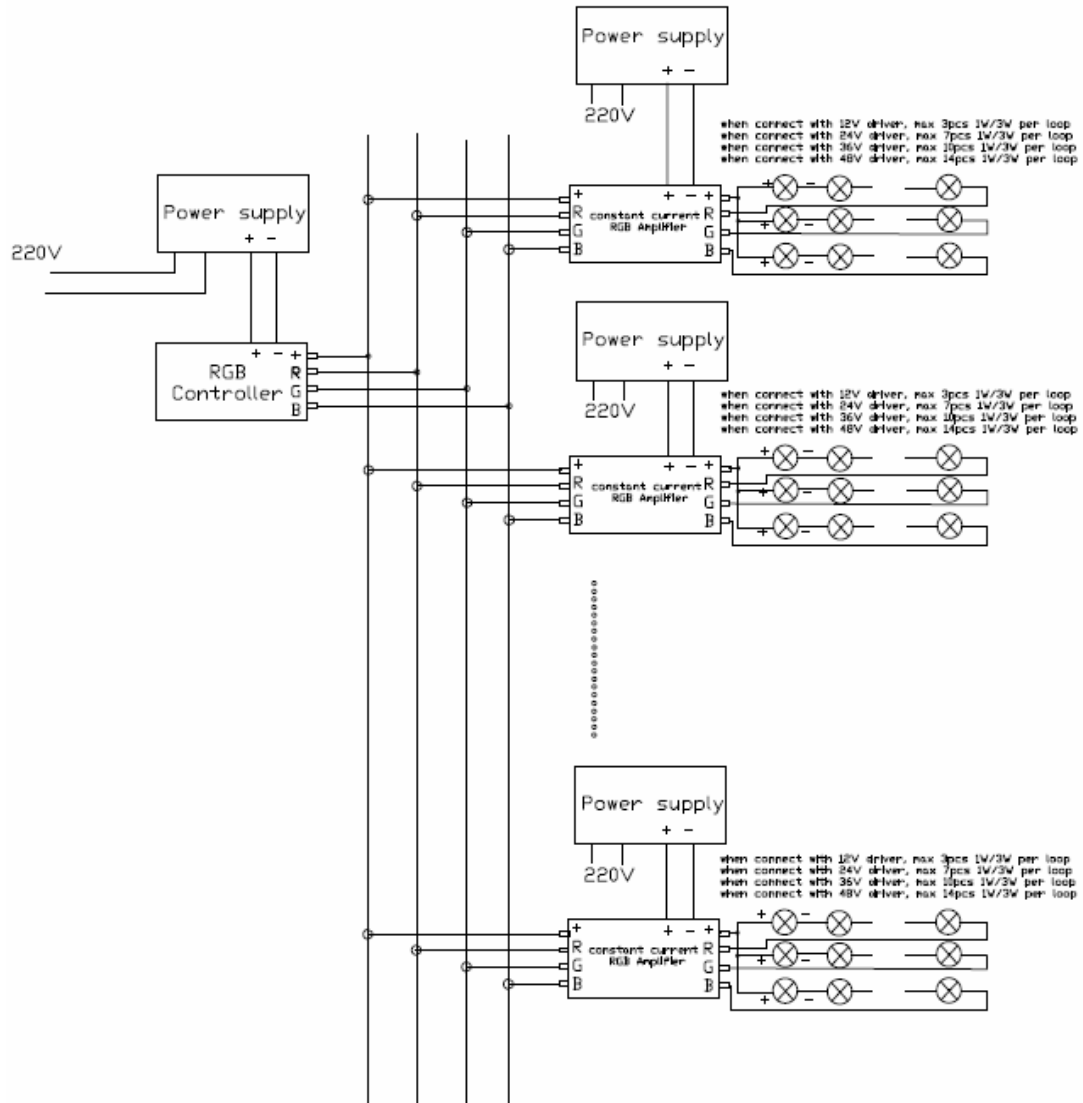 Power supply
+ -
220V
when connect with 12V driver, max 3pcs 1W/3W per loop
when connect with 24V driver, max 7pcs 1W/3W per loop
when connect with 36V driver, max 10pcs 1W/3W per loop
when connect with 48V driver, max 14pcs 1W/3W per loop
+ + - +
R constant current R
RGB Amplifier
G G
B B
+ -
+ -
+ -
Power supply
+ -
220V
+ - +
RGB R
Controller G
B
Power supply
+ -
220V
when connect with 12V driver, max 3pcs 1W/3W per loop
when connect with 24V driver, max 7pcs 1W/3W per loop
when connect with 36V driver, max 10pcs 1W/3W per loop
when connect with 48V driver, max 14pcs 1W/3W per loop
+ + - +
R constant current R
RGB Amplifier
G G
B B
+ -
+ -
+ -
Power supply
+ -
220V
when connect with 12V driver, max 3pcs 1W/3W per loop
when connect with 24V driver, max 7pcs 1W/3W per loop
when connect with 36V driver, max 10pcs 1W/3W per loop
when connect with 48V driver, max 14pcs 1W/3W per loop
+ + - +
R constant current R
RGB Amplifier
G G
B B
+ -
+ -
+ -